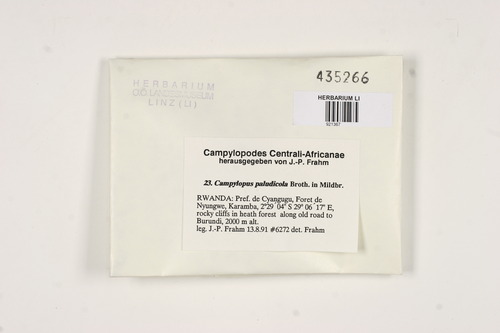 HERBARIUM
OÖ. LANDESMUSEUM
LINZ (LI)
435266
HERBARIUM LI
Campylopodes Centrali-Africanae
herausgegeben von J.-P. Frahm
23. Campylopus paludicola Broth. in Mildbr.
RWANDA: Pref. de Cyangugu, Foret de
Nyungwe, Karamba, 2°29´04" S 29° 06´ 17" E,
rocky cliffs in heath forest along old road to
Burundi, 2000 m alt.
leg. J.-P. Frahm 13.8.91 #6272 det. Frahm